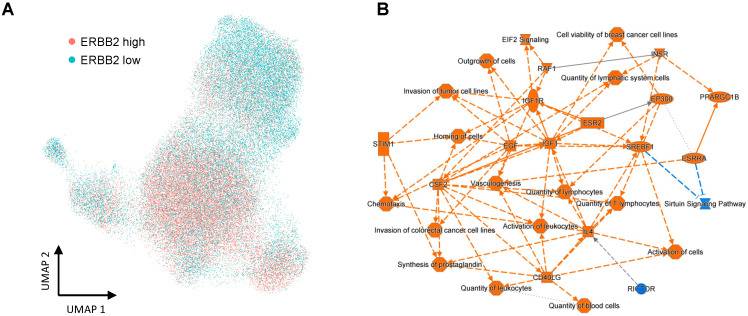 A
ERBB2 high
ERBB2 low
UMAP 2
UMAP 1
B
EIF2 Signaling
Cell viability of breast cancer cell lines
RAF1
INSR
Outgrowth of cells
Quantity of lymphatic system cells
Invasion of tumor cell lines
IGF1R
EP300
PPARGC1B
ESR2
Homing of cells
STIM1
EGF
IGF1
SREBF1
ESRRA
CSF2
Vasculogenesis
Quantity of lymphocytes
Chemotaxis
Quantity of T lymphocytes
Sirtuin Signaling Pathway
Invasion of colorectal cancer cell lines
Activation of leukocytes
IL4
Activation of cells
Synthesis of prostaglandin
CD40LG
Quantity of leukocytes
RICTOR
Quantity of blood cells